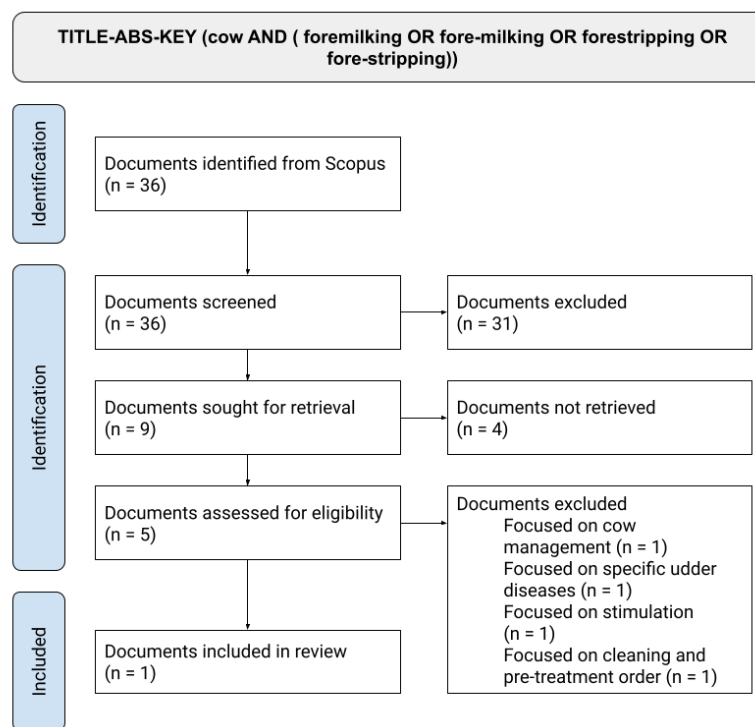 TITLE-ABS-KEY (cow AND ( foremilking OR fore-milking OR forestripping OR
fore-stripping))
Identification
Documents identified from Scopus
(n = 36)
Identification
Documents screened
(n = 36)
Documents excluded
(n = 31)
Documents sought for retrieval
(n = 9)
Documents not retrieved
(n = 4)
Documents assessed for eligibility
(n = 5)
Documents excluded
Focused on cow
management (n = 1)
Focused on specific udder
diseases (n = 1)
Focused on stimulation
(n = 1)
Focused on cleaning and
pre-treatment order (n = 1)
Included
Documents included in review
(n = 1)